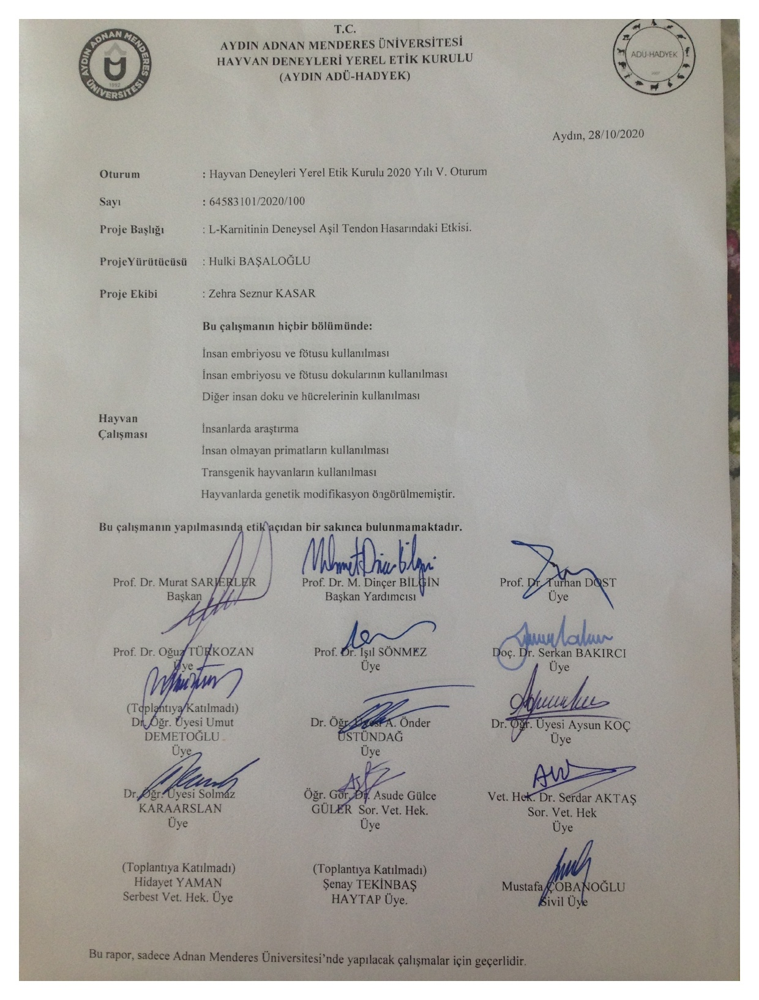 T.C.
AYDIN ADNAN MENDERES ÜNİVERSİTESİ
HAYVAN DENEYLERİ YEREL ETİK KURULU
(AYDIN ADÜ-HADYEK)
AYDIN ADNAN MENDERES ÜNİVERSİTESİ
1992
ADÜ-HADYEK
Aydın, 28/10/2020
Oturum : Hayvan Deneyleri Yerel Etik Kurulu 2020 Yılı V. Oturum
Sayı : 64583101/2020/100
Proje Başlığı : L-Karnitinin Deneysel Aşil Tendon Hasarındaki Etkisi.
ProjeYürütücüsü : Hulki BAŞALOĞLU
Proje Ekibi : Zehra Seznur KASAR
Bu çalışmanın hiçbir bölümünde:
İnsan embriyosu ve fötusu kullanılması
İnsan embriyosu ve fötusu dokularının kullanılması
Diğer insan doku ve hücrelerinin kullanılması
Hayvan
Çalışması
İnsanlarda araştırma
İnsan olmayan primatların kullanılması
Transgenik hayvanların kullanılması
Hayvanlarda genetik modifikasyon öngörülmemiştir.
Bu çalışmanın yapılmasında etik açıdan bir sakınca bulunmamaktadır.
Mehmet Dinçer Bilgin
Prof. Dr. Murat SARIERLER Prof. Dr. M. Dinçer BİLGİN Prof. Dr. Turhan DOST
Başkan Başkan Yardımcısı Üye
Prof. Dr. Oğuz TÜRKOZAN Prof. Dr. Işıl SÖNMEZ Doç. Dr. Serkan BAKIRCI
Üye Üye Üye
(Toplantıya Katılmadı)
Dr. Öğr. Üyesi Umut Dr. Öğr. Üyesi A. Önder Dr. Öğr. Üyesi Aysun KOÇ
DEMETOĞLU ÜSTÜNDAĞ Üye
Üye Üye
Dr. Öğr. Üyesi Solmaz Öğr. Gör. Dr. Asude Gülce Vet. Hek. Dr. Serdar AKTAŞ
KARAARSLAN GÜLER Sor. Vet. Hek. Sor. Vet. Hek
Üye Üye Üye
(Toplantıya Katılmadı) (Toplantıya Katılmadı)
Hidayet YAMAN Şenay TEKİNBAŞ Mustafa ÇOBANOĞLU
Serbest Vet. Hek. Üye HAYTAP Üye. Sivil Üye
Bu rapor, sadece Adnan Menderes Üniversitesi’nde yapılacak çalışmalar için geçerlidir.